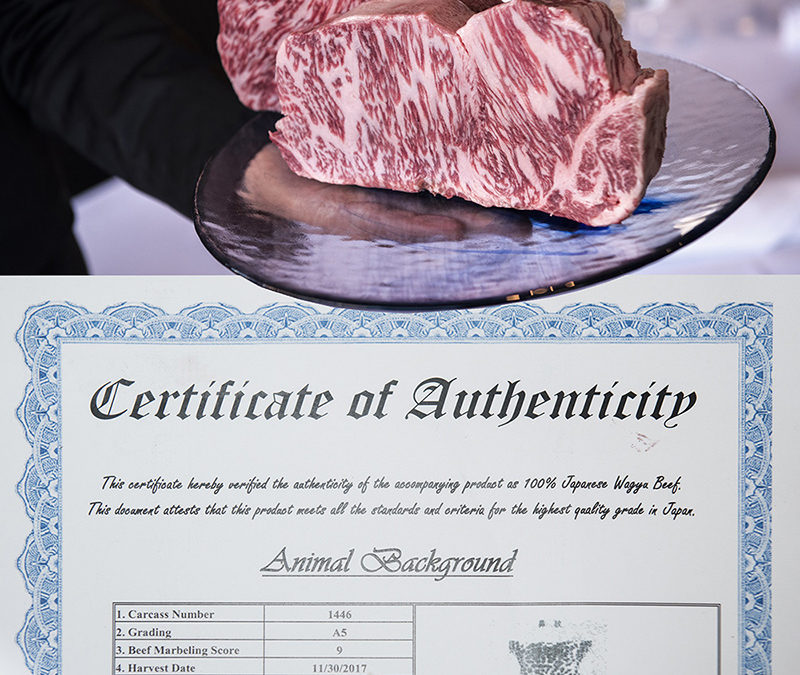 Certificate of Authenticity
This certificate hereby verified the authenticity of the accompanying product as 100% Japanese Wagyu Beef.
This document attests that this product meets all the standards and criteria for the highest quality grade in Japan.
Animal Background
1. Carcass Number 1446
2. Grading A5
3. Beef Marbeling Score 9
4. Harvest Date 11/30/2017
鼻紋